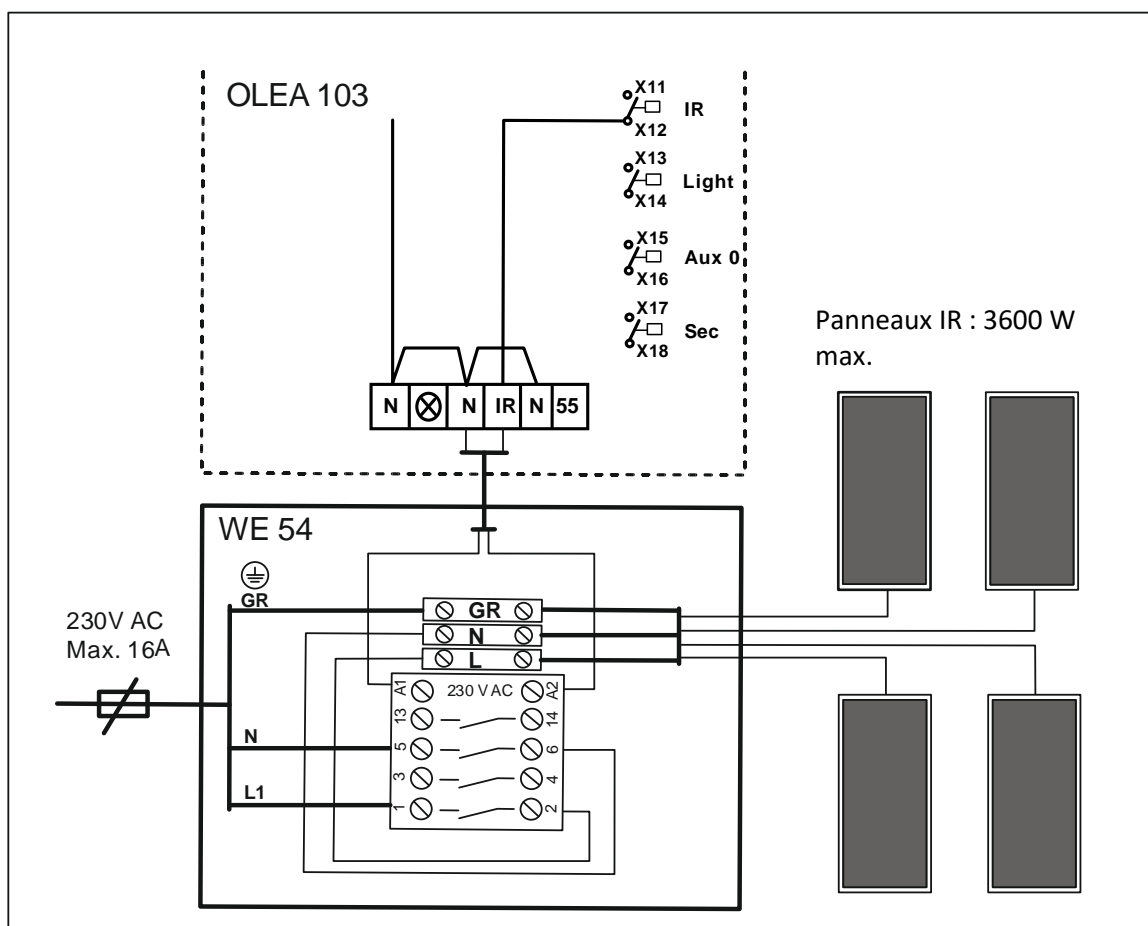 OLEA 103
X11
IR
X12
X13
Light
X14
X15
Aux 0
X16
X17
Sec
X18
Panneaux IR : 3600 W
max.
N N IR N 55
WE 54
GR
230V AC
Max. 16A
GR
N
L
A1 230 V AC A2
13 14
N
5 6
3 4
L1
1 2